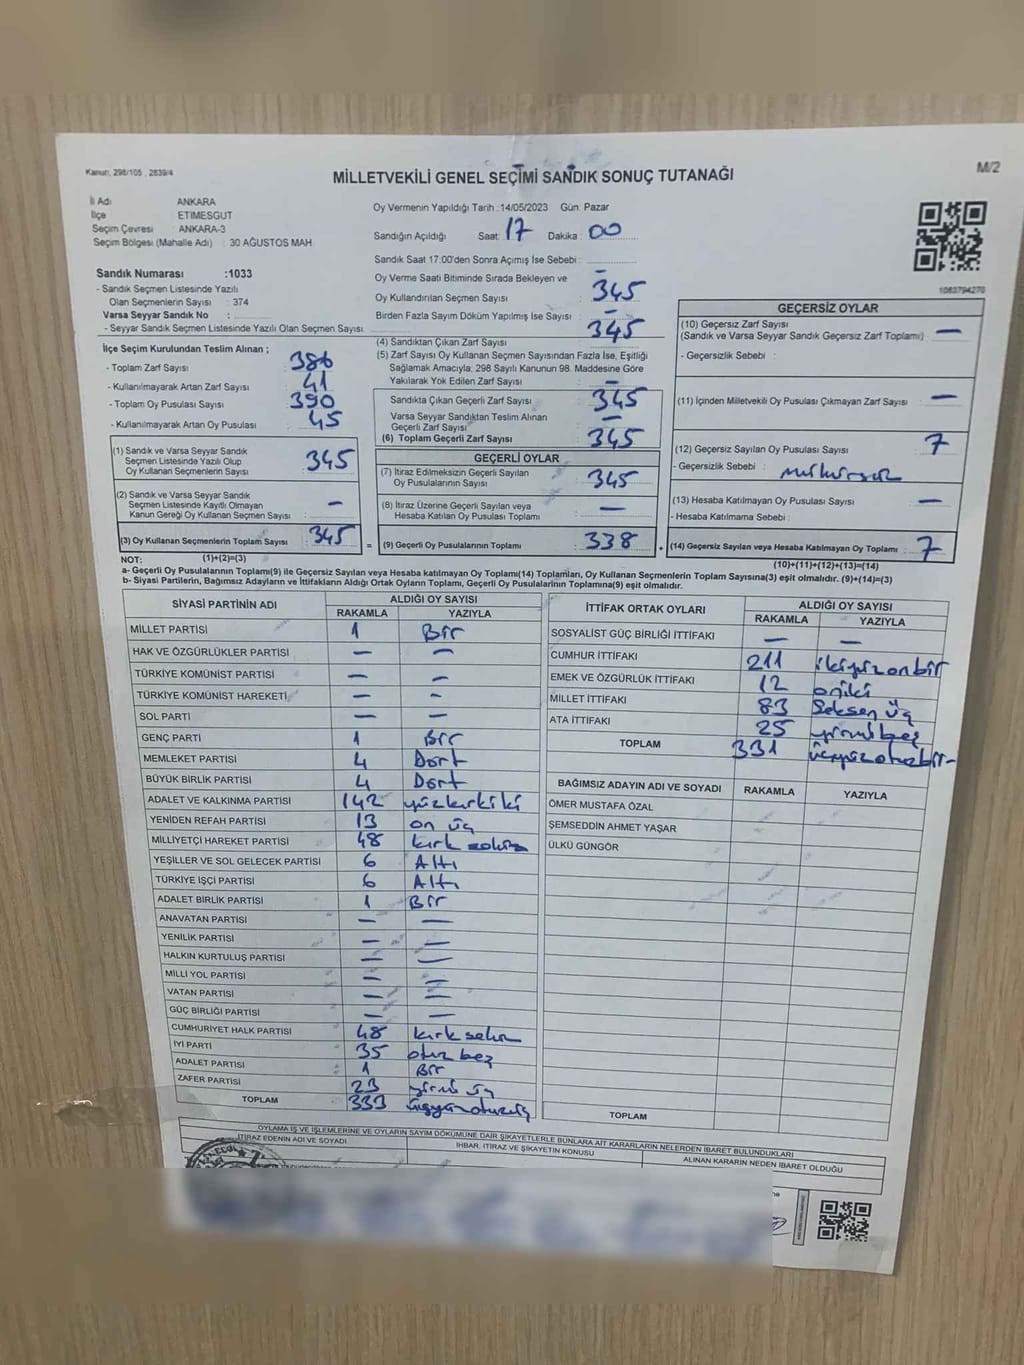 Kanun: 298/105 , 2839/4
MİLLETVEKİLİ GENEL SEÇİMİ SANDIK SONUÇ TUTANAĞI
M/2
İl Adı ANKARA
İlçe ETIMESGUT
Seçim Çevresi : ANKARA-3
Seçim Bölgesi (Mahalle Adı) : 30 AĞUSTOS MAH
Oy Vermenin Yapıldığı Tarih :14/05/2023 Gün: Pazar
Sandığın Açıldığı Saat: 17 Dakika: 00
Sandık Saat 17.00'den Sonra Açımış İse Sebebi : —
Sandık Numarası :1033
- Sandık Seçmen Listesinde Yazılı
Olan Seçmenlerin Sayısı : 374
Varsa Seyyar Sandık No :
- Seyyar Sandık Seçmen Listesinde Yazılı Olan Seçmen Sayısı:
Oy Verme Saati Bitiminde Sırada Bekleyen ve
Oy Kullandırılan Seçmen Sayısı : 345
Birden Fazla Sayım Döküm Yapılmış İse Sayısı : —
1083794270
İlçe Seçim Kurulundan Teslim Alınan ;
- Toplam Zarf Sayısı : 386
- Kullanılmayarak Artan Zarf Sayısı : 41
- Toplam Oy Pusulası Sayısı : 390
- Kullanılmayarak Artan Oy Pusulası : 45
(4) Sandıktan Çıkan Zarf Sayısı : 345
(5) Zarf Sayısı Oy Kullanan Seçmen Sayısından Fazla İse, Eşitliği
Sağlamak Amacıyla; 298 Sayılı Kanunun 98. Maddesine Göre
Yakılarak Yok Edilen Zarf Sayısı : —
Sandıkta Çıkan Geçerli Zarf Sayısı : 345
Varsa Seyyar Sandıktan Teslim Alınan
Geçerli Zarf Sayısı : —
(6) Toplam Geçerli Zarf Sayısı : 345
GEÇERSİZ OYLAR
(10) Geçersiz Zarf Sayısı
(Sandık ve Varsa Seyyar Sandık Geçersiz Zarf Toplamı) : —
- Geçersizlik Sebebi :
(11) İçinden Milletvekili Oy Pusulası Çıkmayan Zarf Sayısı : —
(12) Geçersiz Sayılan Oy Pusulası Sayısı : 7
- Geçersizlik Sebebi :
(13) Hesaba Katılmayan Oy Pusulası Sayısı : —
- Hesaba Katılmama Sebebi :
(14) Geçersiz Sayılan veya Hesaba Katılmayan Oy Toplamı : 7
(10)+(11)+(12)+(13)=(14)
(1) Sandık ve Varsa Seyyar Sandık
Seçmen Listesinde Yazılı Olup
Oy Kullanan Seçmenlerin Sayısı : 345
(2) Sandık ve Varsa Seyyar Sandık
Seçmen Listesinde Kayıtlı Olmayan
Kanun Gereği Oy Kullanan Seçmen Sayısı : —
(3) Oy Kullanan Seçmenlerin Toplam Sayısı : 345
(1)+(2)=(3)
GEÇERLİ OYLAR
(7) İtiraz Edilmeksizin Geçerli Sayılan
Oy Pusulalarının Sayısı : 345
(8) İtiraz Üzerine Geçerli Sayılan veya
Hesaba Katılan Oy Pusulası Toplamı : —
= (9) Geçerli Oy Pusulalarının Toplamı : 338 +
NOT:
a- Geçerli Oy Pusulalarının Toplamı(9) ile Geçersiz Sayılan veya Hesaba katılmayan Oy Toplamı(14) Toplamları, Oy Kullanan Seçmenlerin Toplam Sayısına(3) eşit olmalıdır. (9)+(14)=(3)
b- Siyasi Partilerin, Bağımsız Adayların ve İttifakların Aldığı Ortak Oyların Toplamı, Geçerli Oy Pusulalarının Toplamına(9) eşit olmalıdır.
SİYASİ PARTİNİN ADI ALDIĞI OY SAYISI
RAKAMLA YAZIYLA
MİLLET PARTİSİ 1 Bir
HAK VE ÖZGÜRLÜKLER PARTİSİ — —
TÜRKİYE KOMÜNİST PARTİSİ — —
TÜRKİYE KOMÜNİST HAREKETİ — —
SOL PARTİ — —
GENÇ PARTİ 1 Bir
MEMLEKET PARTİSİ 4 Dört
BÜYÜK BİRLİK PARTİSİ 4 Dört
ADALET VE KALKINMA PARTİSİ 142 yüzkırkiki
YENİDEN REFAH PARTİSİ 13 on üç
MİLLİYETÇİ HAREKET PARTİSİ 48 kırk sekiz
YEŞİLLER VE SOL GELECEK PARTİSİ 6 Altı
TÜRKİYE İŞÇİ PARTİSİ 6 Altı
ADALET BİRLİK PARTİSİ 1 Bir
ANAVATAN PARTİSİ — —
YENİLİK PARTİSİ — —
HALKIN KURTULUŞ PARTİSİ — —
MİLLİ YOL PARTİSİ — —
VATAN PARTİSİ — —
GÜÇ BİRLİĞİ PARTİSİ — —
CUMHURİYET HALK PARTİSİ 48 kırk sekiz
İYİ PARTİ 35 otuz beş
ADALET PARTİSİ 1 Bir
ZAFER PARTİSİ 23 yirmi üç
TOPLAM 333 üçyüzotuzüç
İTTİFAK ORTAK OYLARI ALDIĞI OY SAYISI
RAKAMLA YAZIYLA
SOSYALİST GÜÇ BİRLİĞİ İTTİFAKI — —
CUMHUR İTTİFAKI 211 ikiyüzonbir
EMEK VE ÖZGÜRLÜK İTTİFAKI 12 oniki
MİLLET İTTİFAKI 83 Seksen üç
ATA İTTİFAKI 25 yirmibeş
TOPLAM 331 üçyüzotuzbir
BAĞIMSIZ ADAYIN ADI VE SOYADI RAKAMLA YAZIYLA
ÖMER MUSTAFA ÖZAL
ŞEMSEDDİN AHMET YAŞAR
ÜLKÜ GÜNGÖR
TOPLAM
OYLAMA İŞ VE İŞLEMLERİNE VE OYLARIN SAYIM DÖKÜMÜNE DAİR ŞİKAYETLERLE BUNLARA AİT KARARLARIN NELERDEN İBARET BULUNDUKLARI
İTİRAZ EDENİN ADI VE SOYADI
İHBAR, İTİRAZ VE ŞİKAYETİN KONUSU
ALINAN KARARIN NEDEN İBARET OLDUĞU